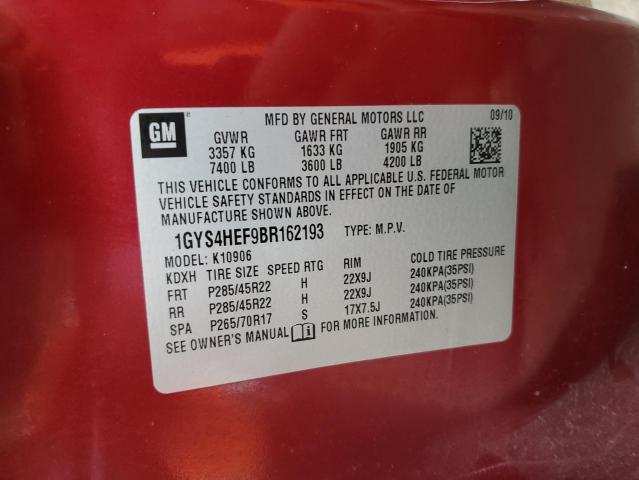 MFD BY GENERAL MOTORS LLC 09/10
GM
GVWR GAWR FRT GAWR RR
3357 KG 1633 KG 1905 KG
7400 LB 3600 LB 4200 LB
THIS VEHICLE CONFORMS TO ALL APPLICABLE U.S. FEDERAL MOTOR
VEHICLE SAFETY STANDARDS IN EFFECT ON THE DATE OF
MANUFACTURE SHOWN ABOVE.
1GYS4HEF9BR162193 TYPE: M.P.V.
MODEL: K10906
KDXH TIRE SIZE SPEED RTG RIM COLD TIRE PRESSURE
FRT P285/45R22 H 22X9J 240KPA(35PSI)
RR P285/45R22 H 22X9J 240KPA(35PSI)
SPA P265/70R17 S 17X7.5J 240KPA(35PSI)
SEE OWNER'S MANUAL FOR MORE INFORMATION.